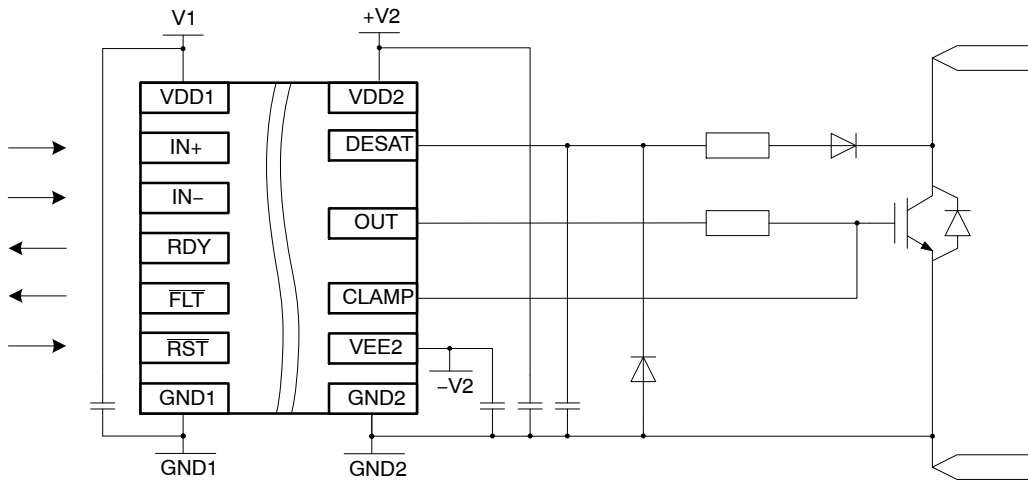 V1
+V2
VDD1
VDD2
IN+
DESAT
IN−
OUT
RDY
FLT
CLAMP
RST
VEE2
−V2
GND1
GND2
GND1
GND2